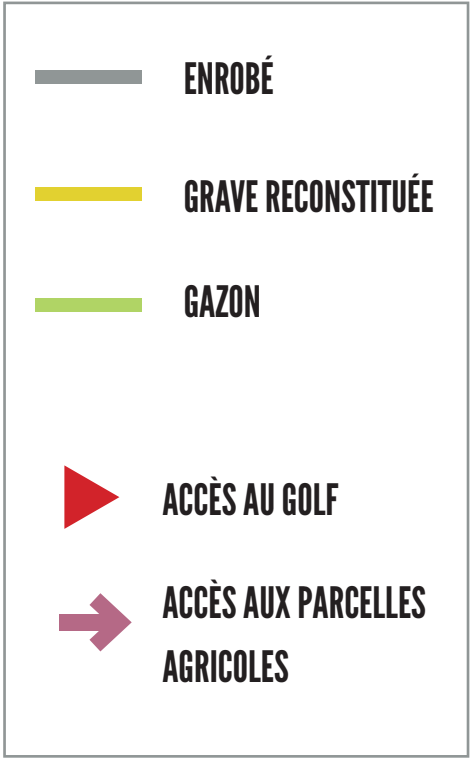 ENROBÉ
GRAVE RECONSTITUÉE
GAZON
ACCÈS AU GOLF
ACCÈS AUX PARCELLES
AGRICOLES